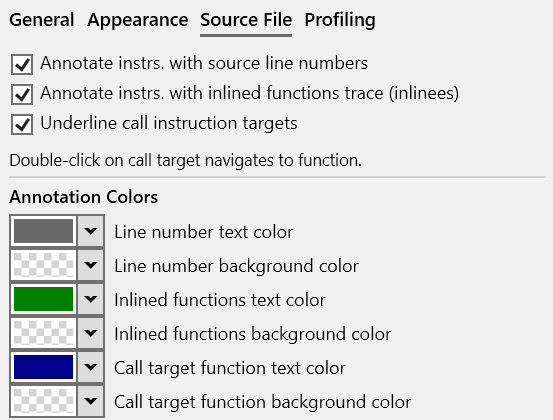 General Appearance Source File Profiling
Annotate instrs. with source line numbers
Annotate instrs. with inlined functions trace (inlinees)
Underline call instruction targets
Double-click on call target navigates to function.
Annotation Colors
Line number text color
Line number background color
Inlined functions text color
Inlined functions background color
Call target function text color
Call target function background color